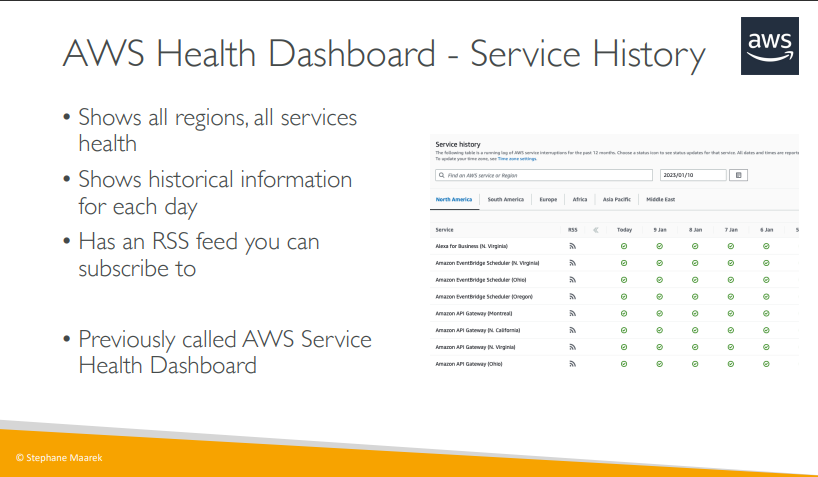 AWS Health Dashboard - Service History
aws
• Shows all regions, all services
health
• Shows historical information
for each day
• Has an RSS feed you can
subscribe to
• Previously called AWS Service
Health Dashboard
Service history
The following table is a running log of AWS service interruptions for the past 12 months. Choose a status icon to see status updates for that service. All dates and times are report
To update your time zone, see Time zone settings.
Find an AWS service or Region
2023/01/10
North America South America Europe Africa Asia Pacific Middle East
Service RSS Today 9 Jan 8 Jan 7 Jan 6 Jan
Alexa for Business (N. Virginia)
Amazon EventBridge Scheduler (N. Virginia)
Amazon EventBridge Scheduler (Ohio)
Amazon EventBridge Scheduler (Oregon)
Amazon API Gateway (Montreal)
Amazon API Gateway (N. California)
Amazon API Gateway (N. Virginia)
Amazon API Gateway (Ohio)
© Stephane Maarek